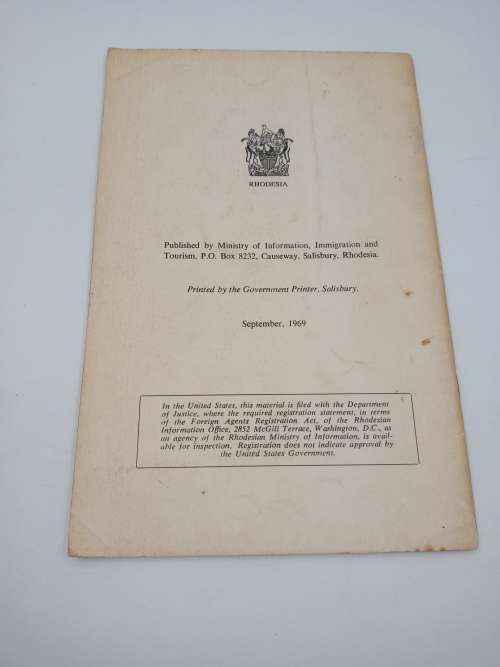 RHODESIA
Published by Ministry of Information, Immigration and
Tourism, P.O. Box 8232, Causeway, Salisbury, Rhodesia.
Printed by the Government Printer, Salisbury.
September, 1969
In the United States, this material is filed with the Department
of Justice, where the required registration statement, in terms
of the Foreign Agents Registration Act, of the Rhodesian
Information Office, 2852 McGill Terrace, Washington, D.C., as
an agency of the Rhodesian Ministry of Information, is avail-
able for inspection. Registration does not indicate approval by
the United States Government.